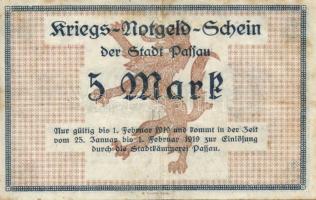 Kriegs-Notgeld-Schein
der Stadt Passau
5 Mark
Nur gültig bis 1. Februar 1919 und kommt in der Zeit
vom 25. Januar bis 1. Februar 1919 zur Einlösung
durch die Stadtkämmerei Passau.